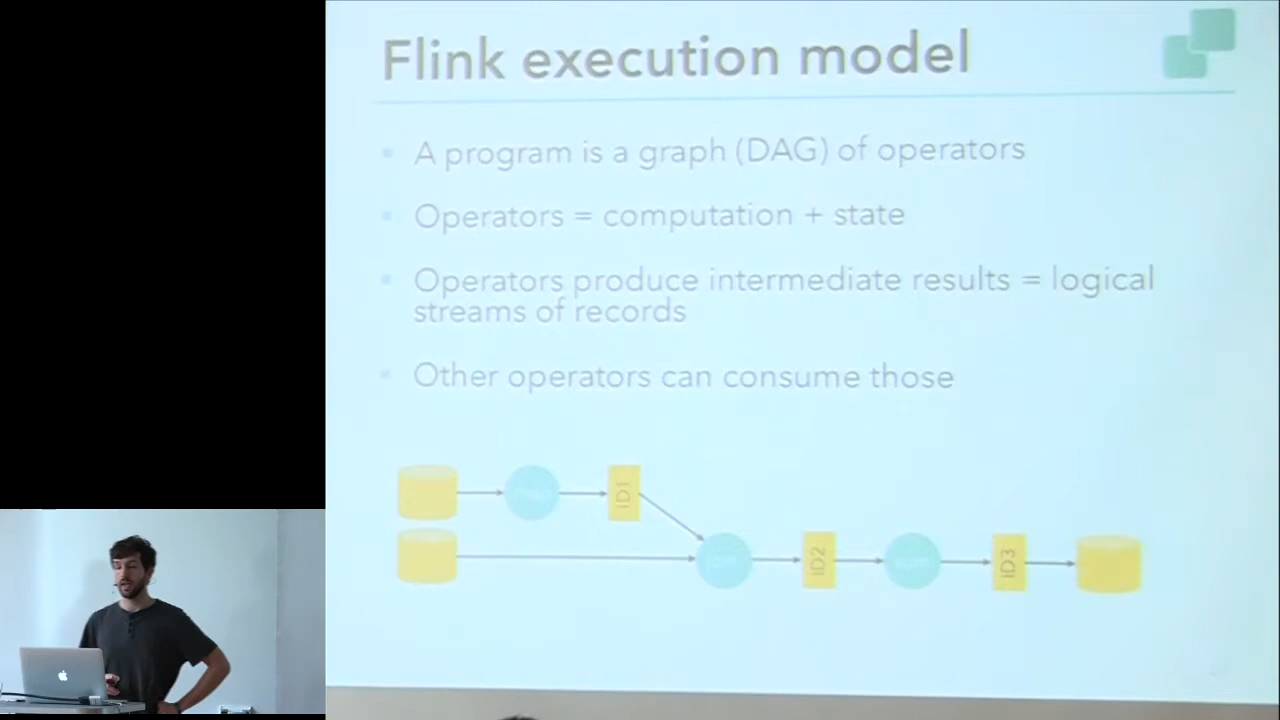 Flink execution model
A program is a graph (DAG) of operators
Operators = computation + state
Operators produce intermediate results = logical
streams of records
Other operators can consume those
ID1
ID2
ID3